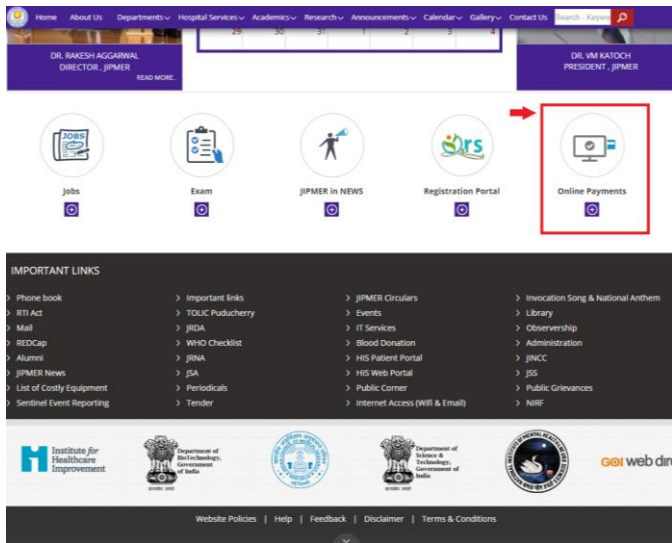 Home About Us Departments Hospital Services Academics Research Announcements Calendar Gallery Contact Us Search - Keywo
29 30 31 1 2 3 4
DR. RAKESH AGGARWAL
DIRECTOR , JIPMER
READ MORE..
DR. VM KATOCH
PRESIDENT , JIPMER
JOBS
Ors
Jobs
Exam
JIPMER in NEWS
Registration Portal
Online Payments
IMPORTANT LINKS
Phone book
RTI Act
Mail
REDCap
Alumni
JIPMER News
List of Costly Equipment
Sentinel Event Reporting
Important links
TOLIC Puducherry
JRDA
WHO Checklist
JRNA
JSA
Periodicals
Tender
JIPMER Circulars
Events
IT Services
Blood Donation
HIS Patient Portal
HIS Web Portal
Public Corner
Internet Access (Wifi & Email)
Invocation Song & National Anthem
Library
Observership
Administration
JINCC
JSS
Public Grievances
NIRF
Institute for
Healthcare
Improvement
Department of
BioTechnology,
Government
of India
Department of
Science &
Technology,
Government of
India
GOI web dire
Website Policies | Help | Feedback | Disclaimer | Terms & Conditions